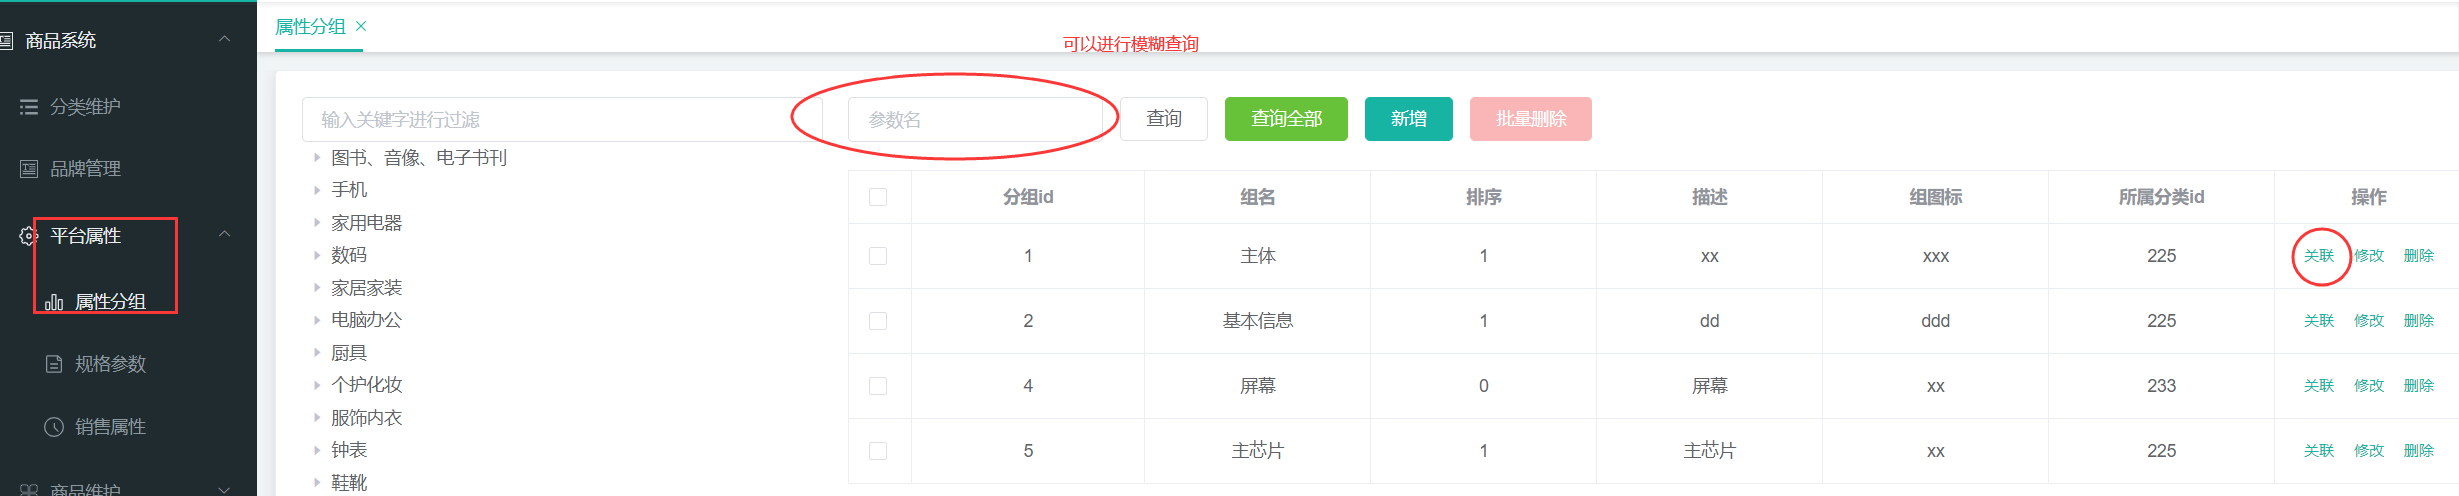 商品系统
分类维护
品牌管理
平台属性
属性分组
规格参数
销售属性
商品维护
属性分组
可以进行模糊查询
输入关键字进行过滤
图书、音像、电子书刊
手机
家用电器
数码
家居家装
电脑办公
厨具
个护化妆
服饰内衣
钟表
鞋靴
参数名 查询 查询全部 新增 批量删除
分组id 组名 排序 描述 组图标 所属分类id 操作
1 主体 1 xx xxx 225 关联 修改 删除
2 基本信息 1 dd ddd 225 关联 修改 删除
4 屏幕 0 屏幕 xx 233 关联 修改 删除
5 主芯片 1 主芯片 xx 225 关联 修改 删除